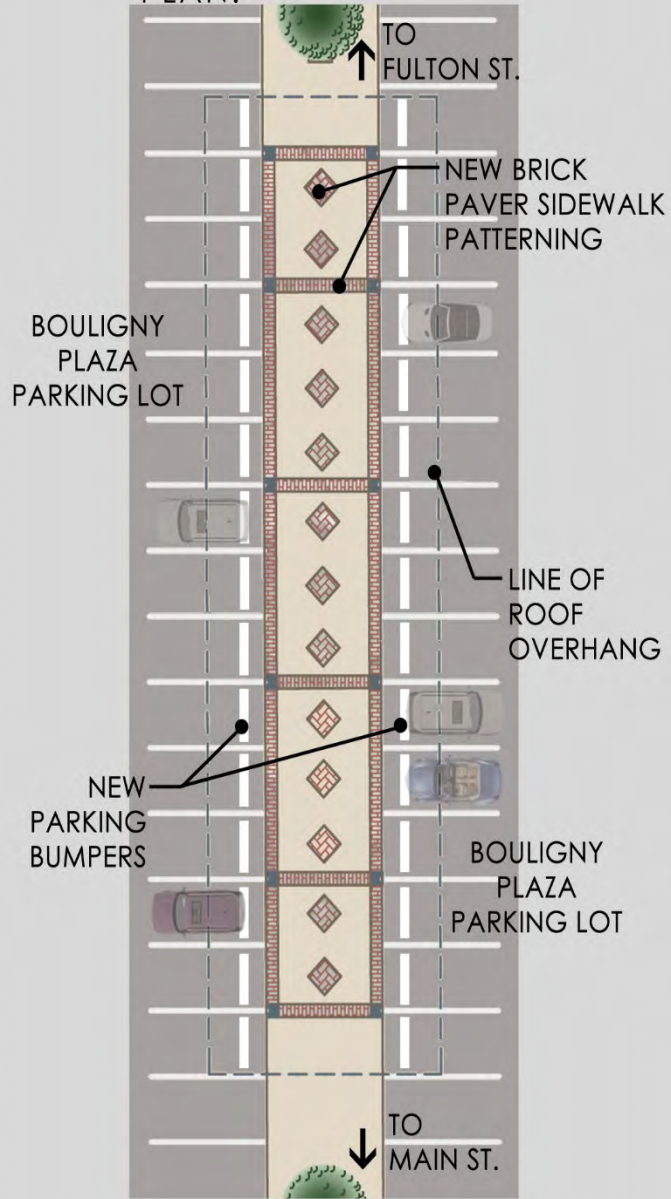 PLAN:
TO
FULTON ST.
NEW BRICK
PAVER SIDEWALK
PATTERNING
BOULIGNY
PLAZA
PARKING LOT
LINE OF
ROOF
OVERHANG
NEW
PARKING
BUMPERS
BOULIGNY
PLAZA
PARKING LOT
TO
MAIN ST.